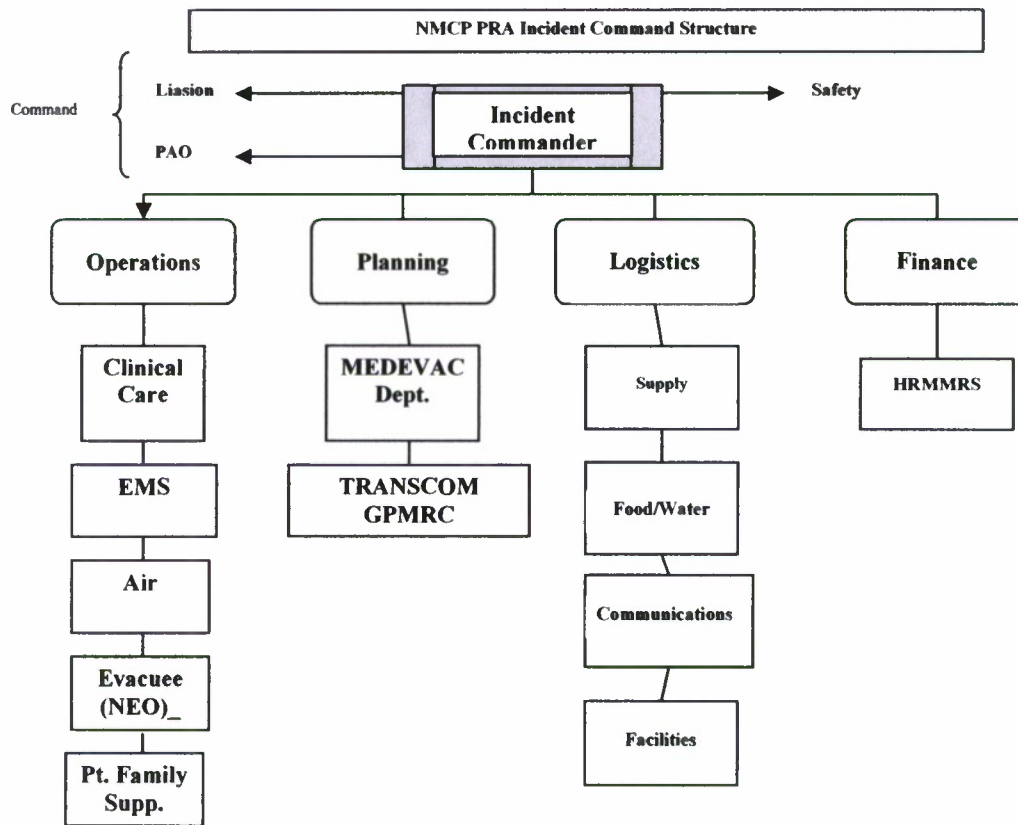 NMCP PRA Incident Command Structure
Command
Liasion
PAO
Incident
Commander
Safety
Operations
Planning
Logistics
Finance
Clinical
Care
EMS
Air
Evacuee
(NEO)_
Pt. Family
Supp.
MEDEVAC
Dept.
TRANSCOM
GPMRC
Supply
Food/Water
Communications
Facilities
HRMMRS